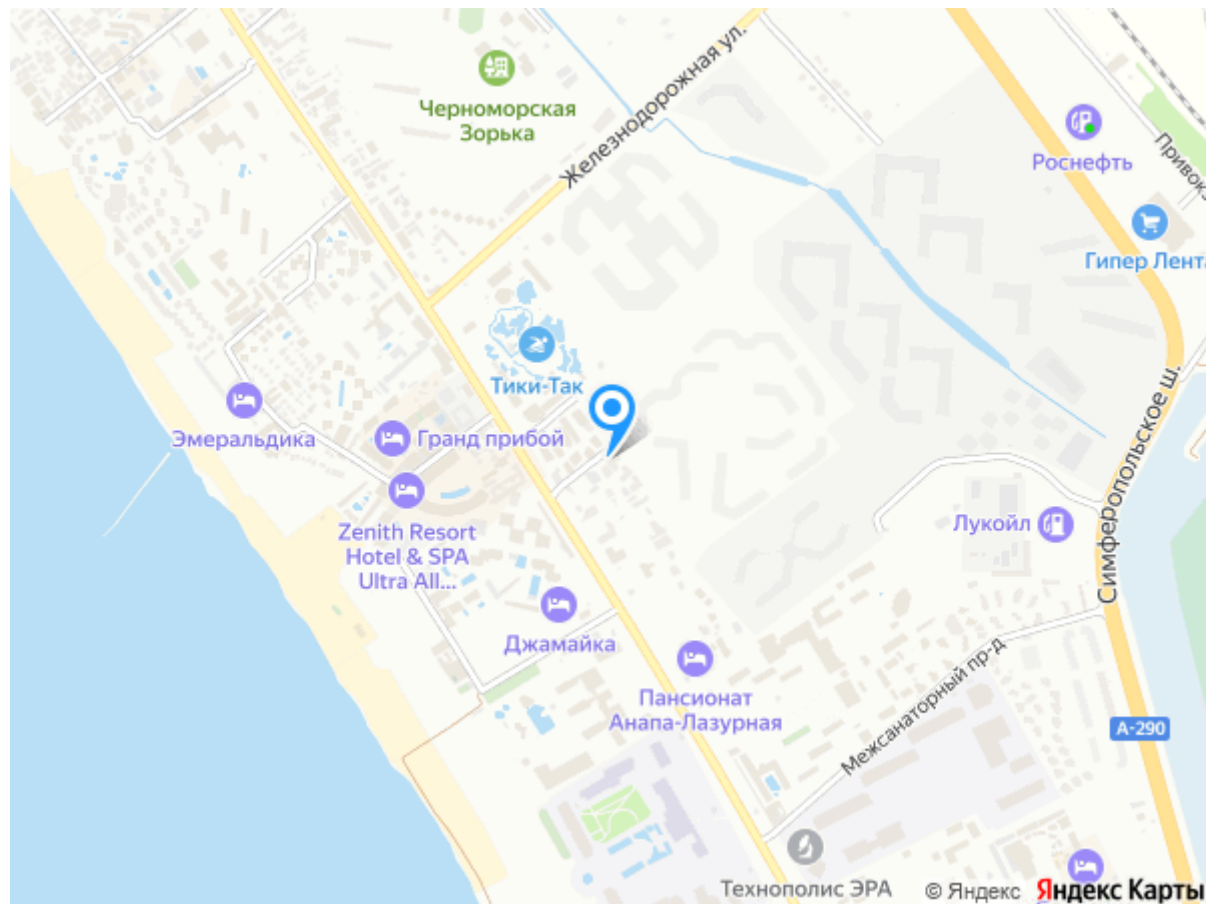 Черноморская
Зорька
Железнодорожная ул.
Роснефть
Привок
Гипер Лента
Тики-Так
Эмеральдика
Гранд прибой
Zenith Resort
Hotel & SPA
Ultra All...
Лукойл
Симферопольское ш.
Джамайка
Пансионат
Анапа-Лазурная
Межсанаторный пр-д
А-290
Технополис ЭРА
© Яндекс Яндекс Карты